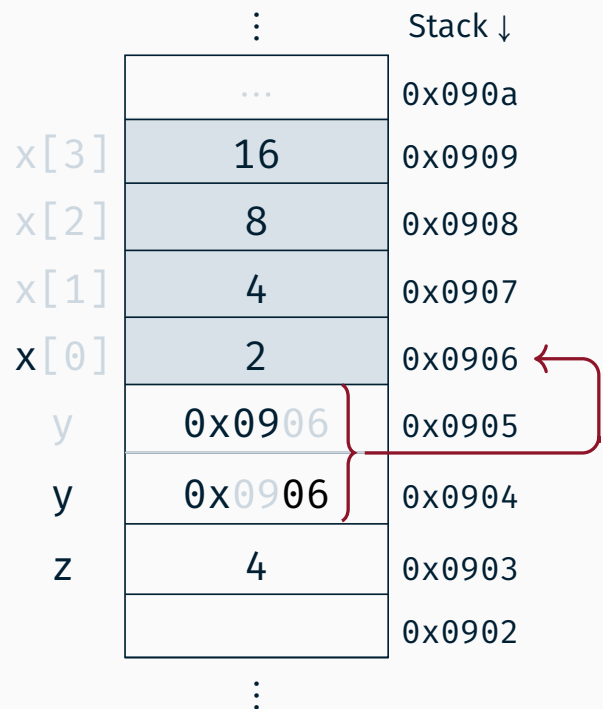 ⋮ Stack ↓
... 0x090a
x[3] 16 0x0909
x[2] 8 0x0908
x[1] 4 0x0907
x[0] 2 0x0906
y 0x0906 0x0905
y 0x0906 0x0904
z 4 0x0903
0x0902
⋮